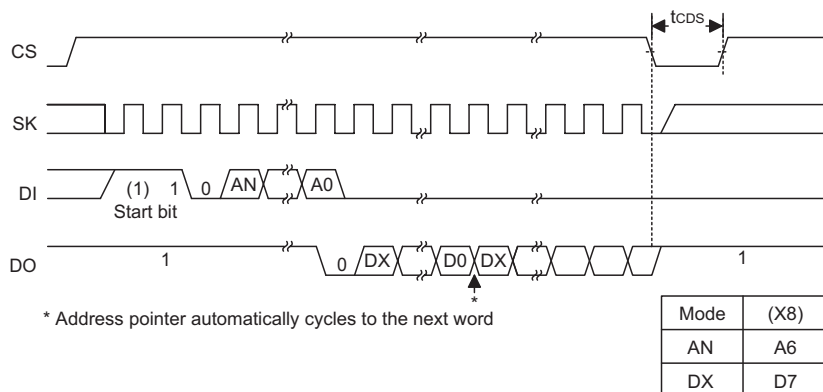 tCDS
CS
SK
DI
(1) 1 0 AN A0
Start bit
DO
1 0 DX D0 DX 1
*
* Address pointer automatically cycles to the next word
Mode (X8)
AN A6
DX D7